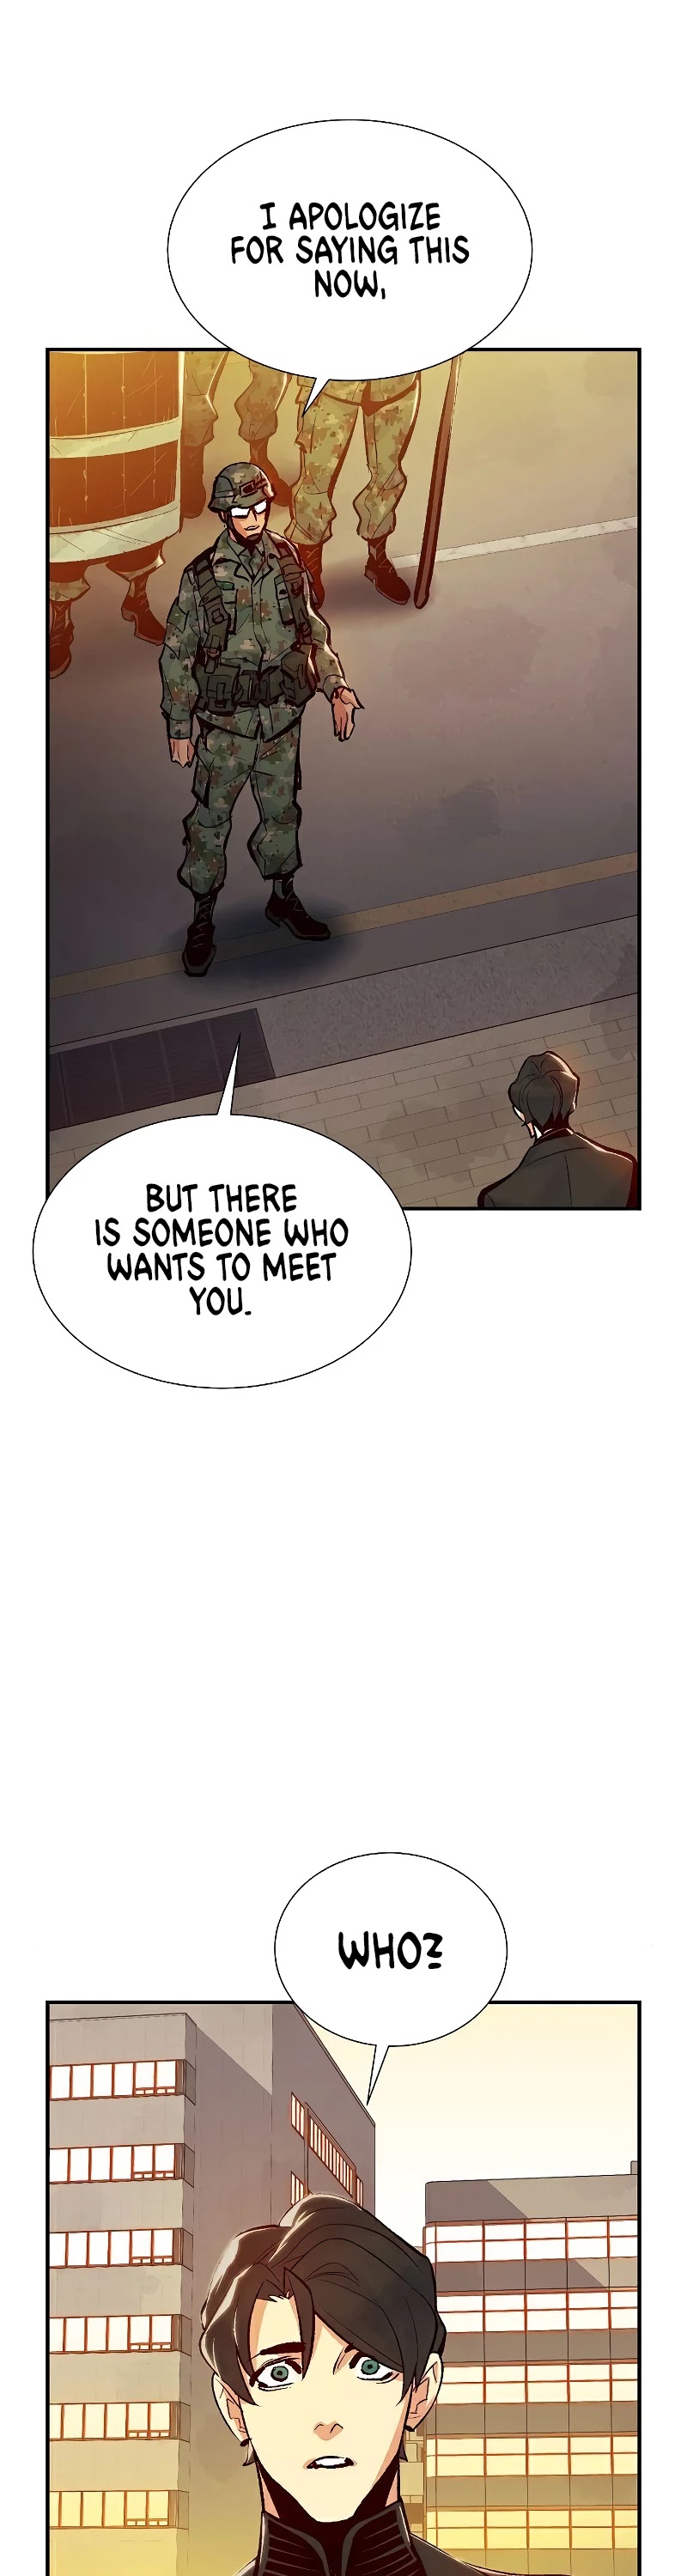 I APOLOGIZE
FOR SAYING THIS
NOW,
BUT THERE
IS SOMEONE WHO
WANTS TO MEET
YOU.
WHO?